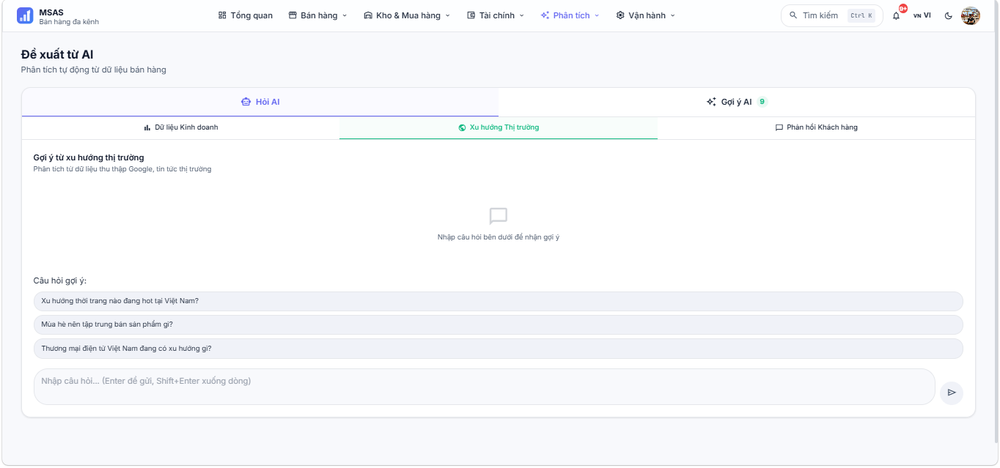 MSAS
Bán hàng đa kênh
Tổng quan
Bán hàng
Kho & Mua hàng
Tài chính
Phân tích
Vận hành
Tìm kiếm
Ctrl K
9+
VN VI
Đề xuất từ AI
Phân tích tự động từ dữ liệu bán hàng
Hỏi AI
Gợi ý AI 9
Dữ liệu Kinh doanh
Xu hướng Thị trường
Phản hồi Khách hàng
Gợi ý từ xu hướng thị trường
Phân tích từ dữ liệu thu thập Google, tin tức thị trường
Nhập câu hỏi bên dưới để nhận gợi ý
Câu hỏi gợi ý:
Xu hướng thời trang nào đang hot tại Việt Nam?
Mùa hè nên tập trung bán sản phẩm gì?
Thương mại điện tử Việt Nam đang có xu hướng gì?
Nhập câu hỏi... (Enter để gửi, Shift+Enter xuống dòng)